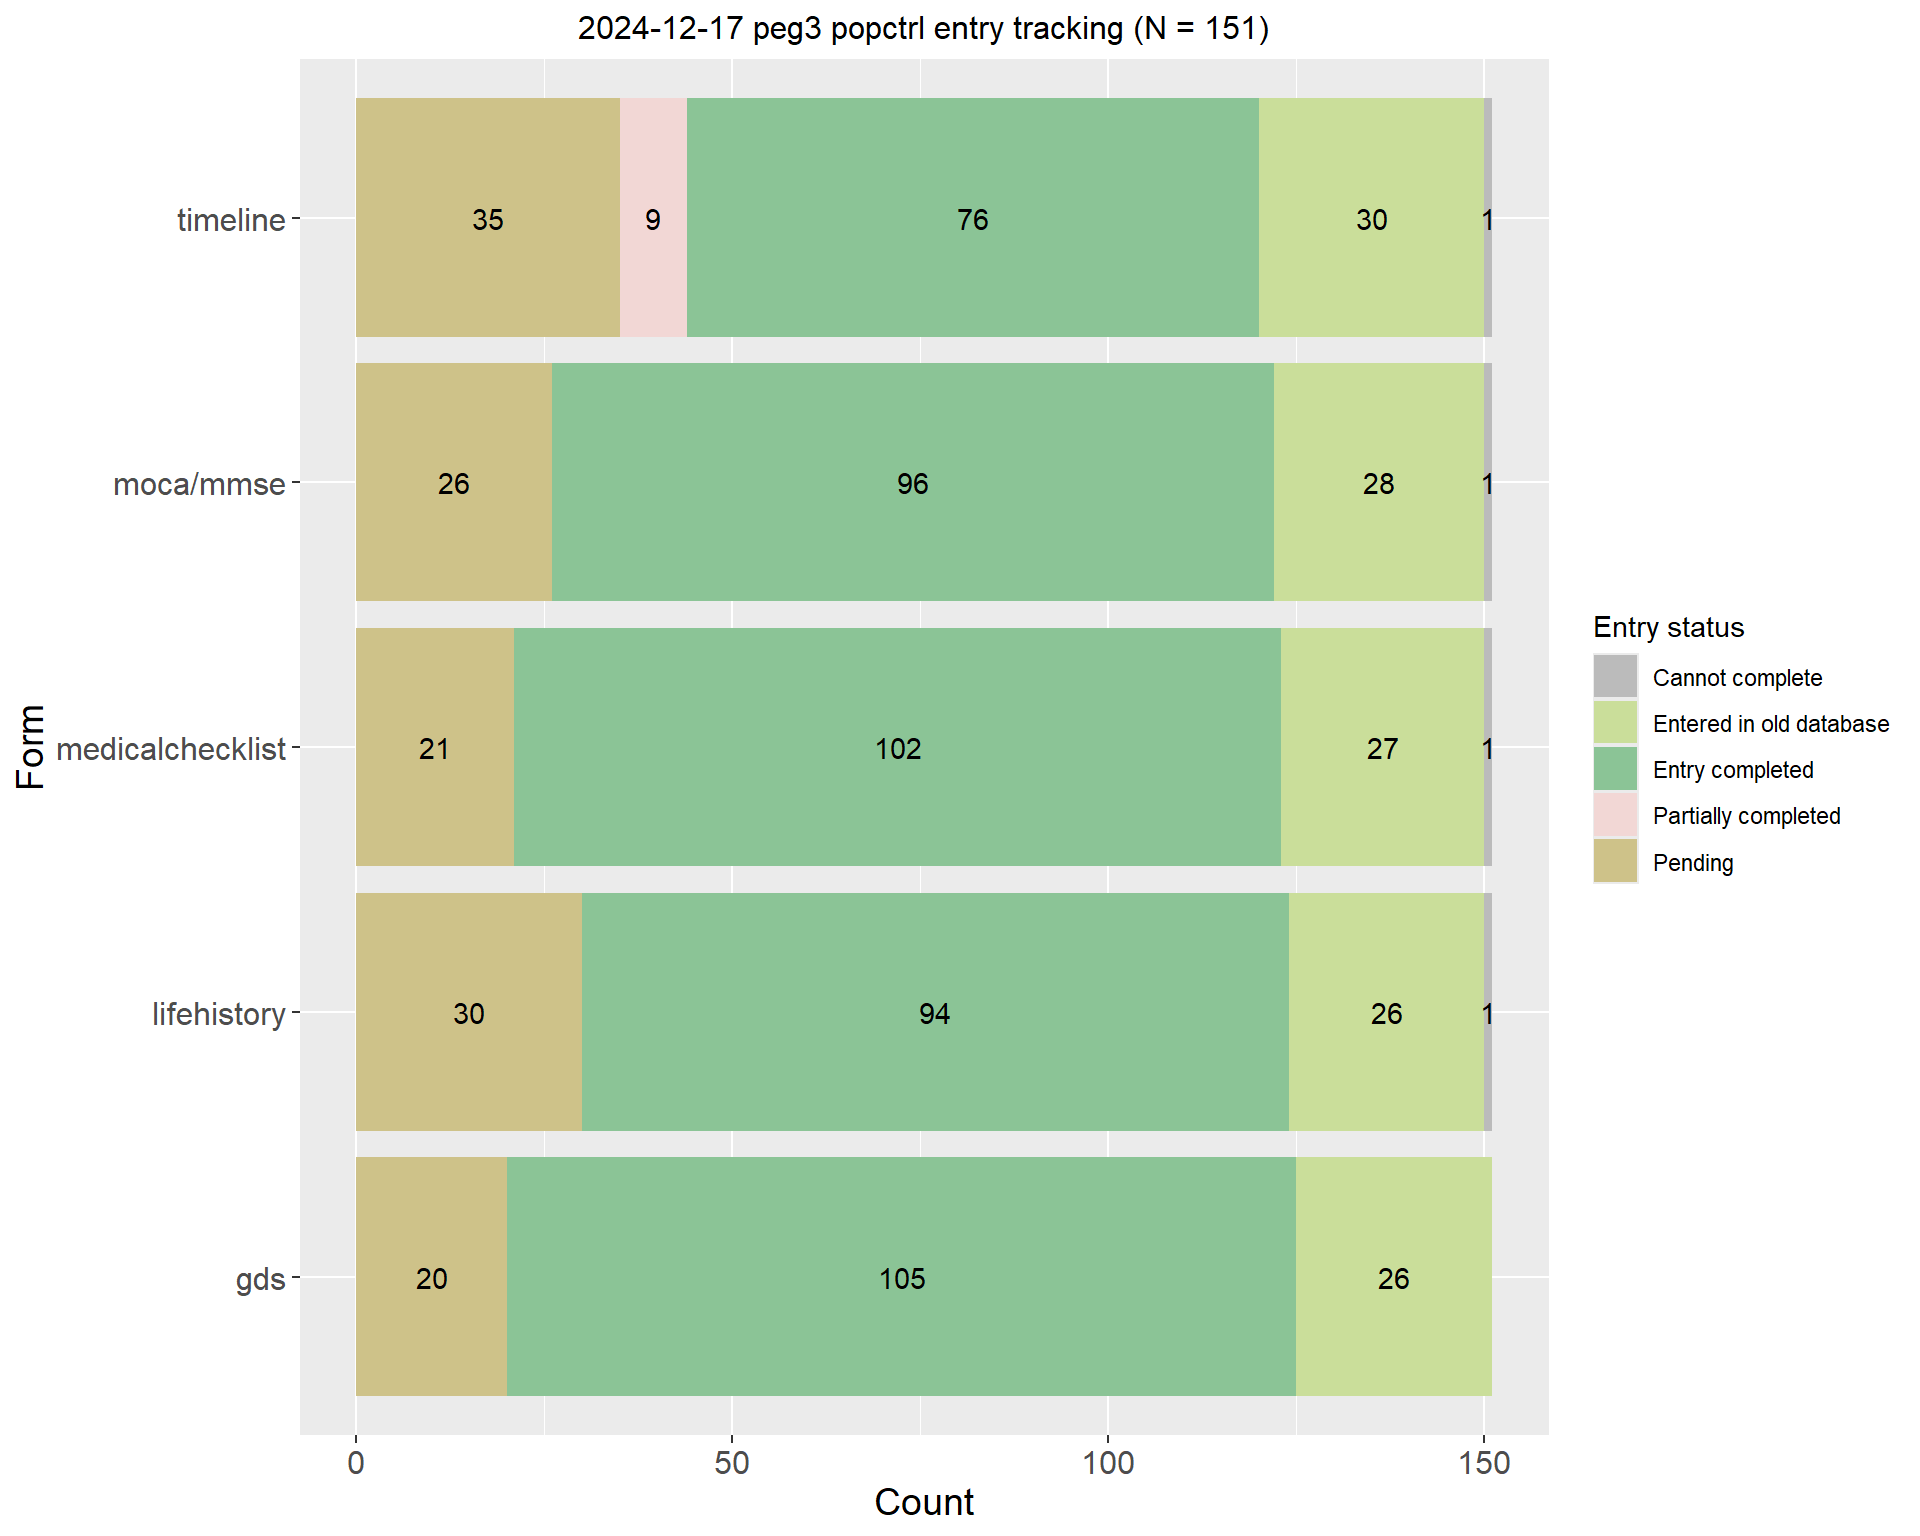 2024-12-17 peg3 popctrl entry tracking (N = 151)
timeline
35 9 76 30 1
moca/mmse
26 96 28 1
medicalchecklist
21 102 27 1
lifehistory
30 94 26 1
gds
20 105 26
0 50 100 150
Count
Form
Entry status
Cannot complete
Entered in old database
Entry completed
Partially completed
Pending